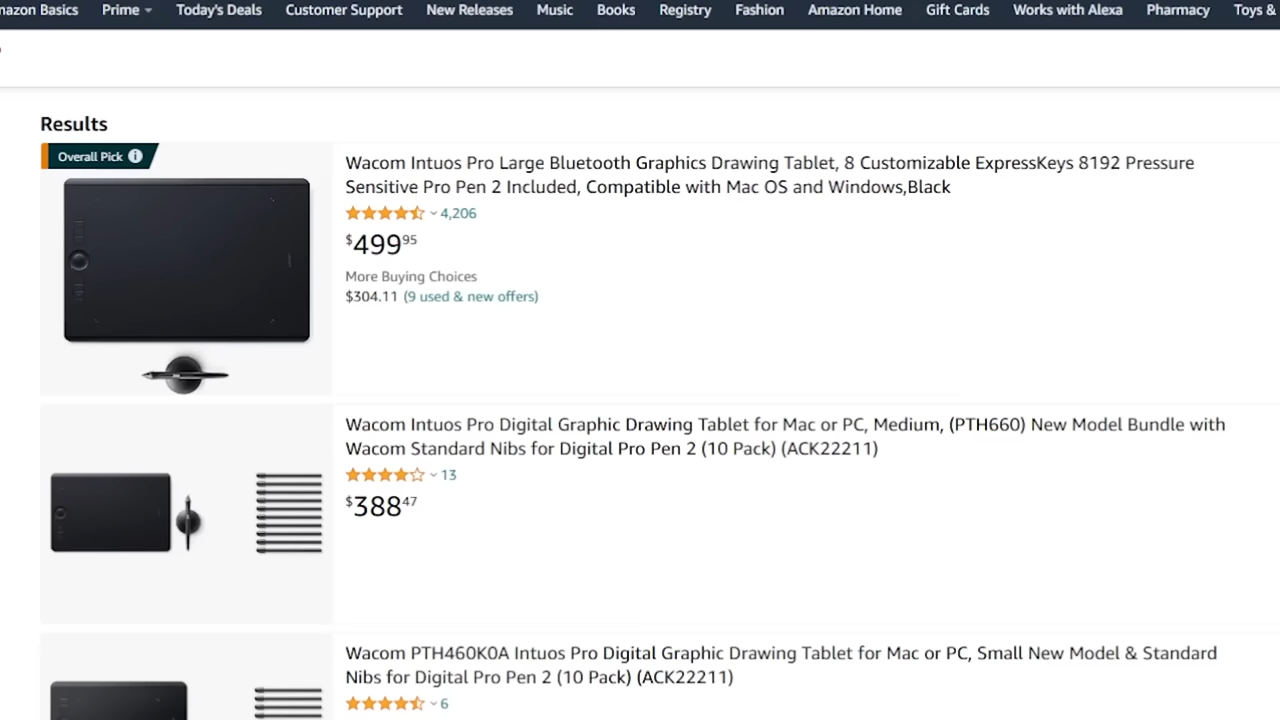 Prime
Today's Deals
Customer Support
New Releases
Music
Books
Registry
Fashion
Amazon Home
Gift Cards
Works with Alexa
Pharmacy
Toys &
Results
Overall Pick
Wacom Intuos Pro Large Bluetooth Graphics Drawing Tablet, 8 Customizable ExpressKeys 8192 Pressure
Sensitive Pro Pen 2 Included, Compatible with Mac OS and Windows,Black
4,206
$499.95
More Buying Choices
$304.11 (9 used & new offers)
Wacom Intuos Pro Digital Graphic Drawing Tablet for Mac or PC, Medium, (PTH660) New Model Bundle with
Wacom Standard Nibs for Digital Pro Pen 2 (10 Pack) (ACK22211)
13
$388.47
Wacom PTH460K0A Intuos Pro Digital Graphic Drawing Tablet for Mac or PC, Small New Model & Standard
Nibs for Digital Pro Pen 2 (10 Pack) (ACK22211)
6